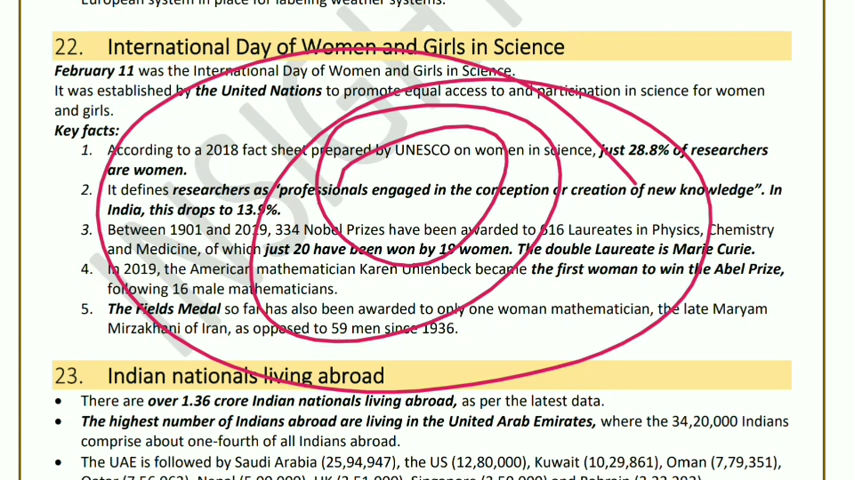 European system in place for labeling weather systems.
22. International Day of Women and Girls in Science
February 11 was the International Day of Women and Girls in Science.
It was established by the United Nations to promote equal access to and participation in science for women
and girls.
Key facts:
1. According to a 2018 fact sheet prepared by UNESCO on women in science, just 28.8% of researchers
are women.
2. It defines researchers as “professionals engaged in the conception or creation of new knowledge”. In
India, this drops to 13.9%.
3. Between 1901 and 2019, 334 Nobel Prizes have been awarded to 616 Laureates in Physics, Chemistry
and Medicine, of which just 20 have been won by 19 women. The double Laureate is Marie Curie.
4. In 2019, the American mathematician Karen Uhlenbeck became the first woman to win the Abel Prize,
following 16 male mathematicians.
5. The Fields Medal so far has also been awarded to only one woman mathematician, the late Maryam
Mirzakhani of Iran, as opposed to 59 men since 1936.
23. Indian nationals living abroad
• There are over 1.36 crore Indian nationals living abroad, as per the latest data.
• The highest number of Indians abroad are living in the United Arab Emirates, where the 34,20,000 Indians
comprise about one-fourth of all Indians abroad.
• The UAE is followed by Saudi Arabia (25,94,947), the US (12,80,000), Kuwait (10,29,861), Oman (7,79,351),